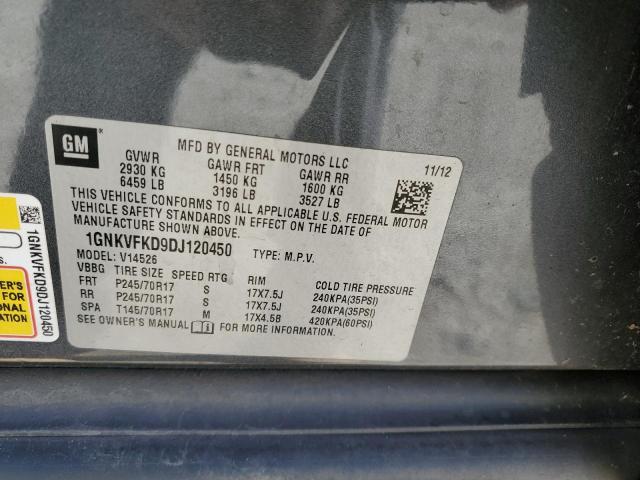 GM
MFD BY GENERAL MOTORS LLC
GVWR GAWR FRT GAWR RR 11/12
2930 KG 1450 KG 1600 KG
6459 LB 3196 LB 3527 LB
THIS VEHICLE CONFORMS TO ALL APPLICABLE U.S. FEDERAL MOTOR
VEHICLE SAFETY STANDARDS IN EFFECT ON THE DATE OF
MANUFACTURE SHOWN ABOVE.
1GNKVFKD9DJ120450 TYPE: M.P.V.
MODEL: V14526
VBBG TIRE SIZE SPEED RTG RIM COLD TIRE PRESSURE
FRT P245/70R17 S 17X7.5J 240KPA(35PSI)
RR P245/70R17 S 17X7.5J 240KPA(35PSI)
SPA T145/70R17 M 17X4.5B 420KPA(60PSI)
SEE OWNER'S MANUAL FOR MORE INFORMATION.
1GNKVFKD9DJ120450
FOR
ONAL
MATION